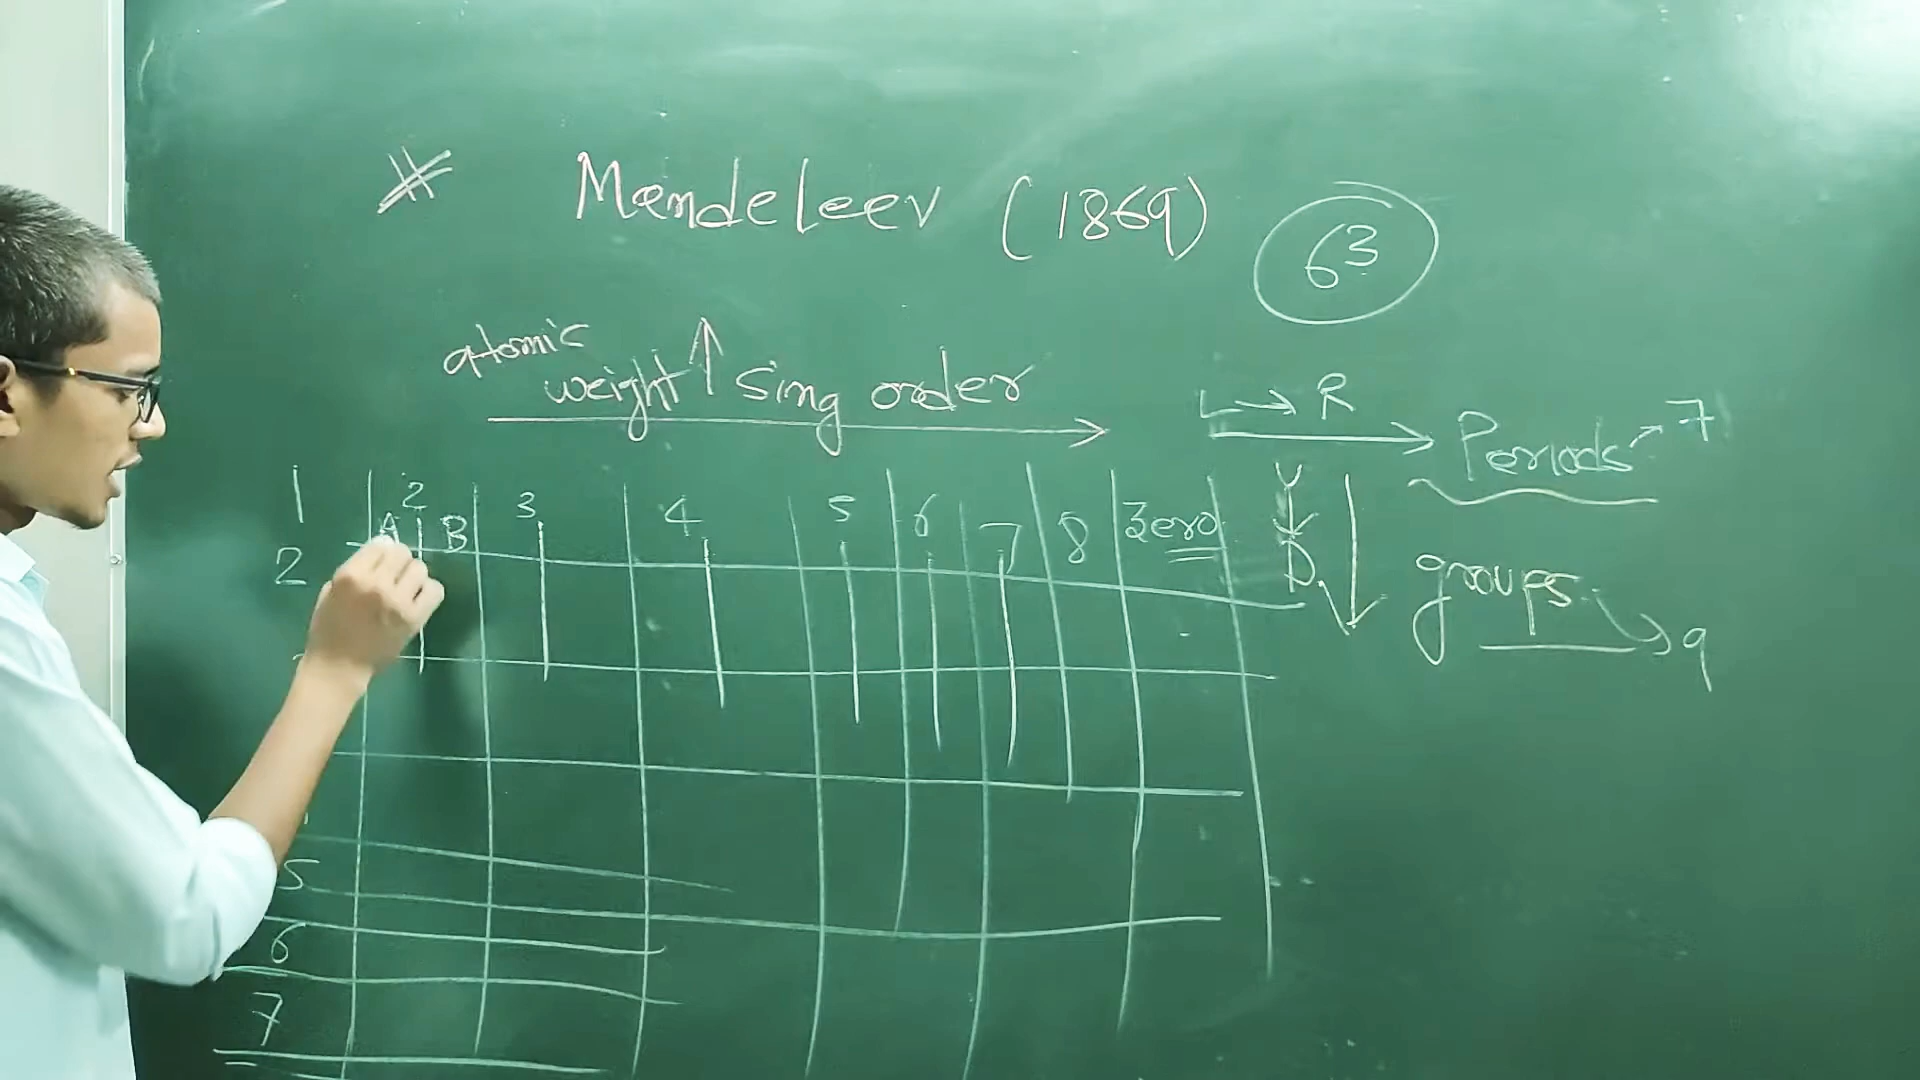 Mendeleev (1869) 63
atomic
weight ↑ sing order
L → R
Periods → 7
U
↓
D
groups → 9
1 2 3 4 5 6 7 8 Zero
A B
2
5
6
7